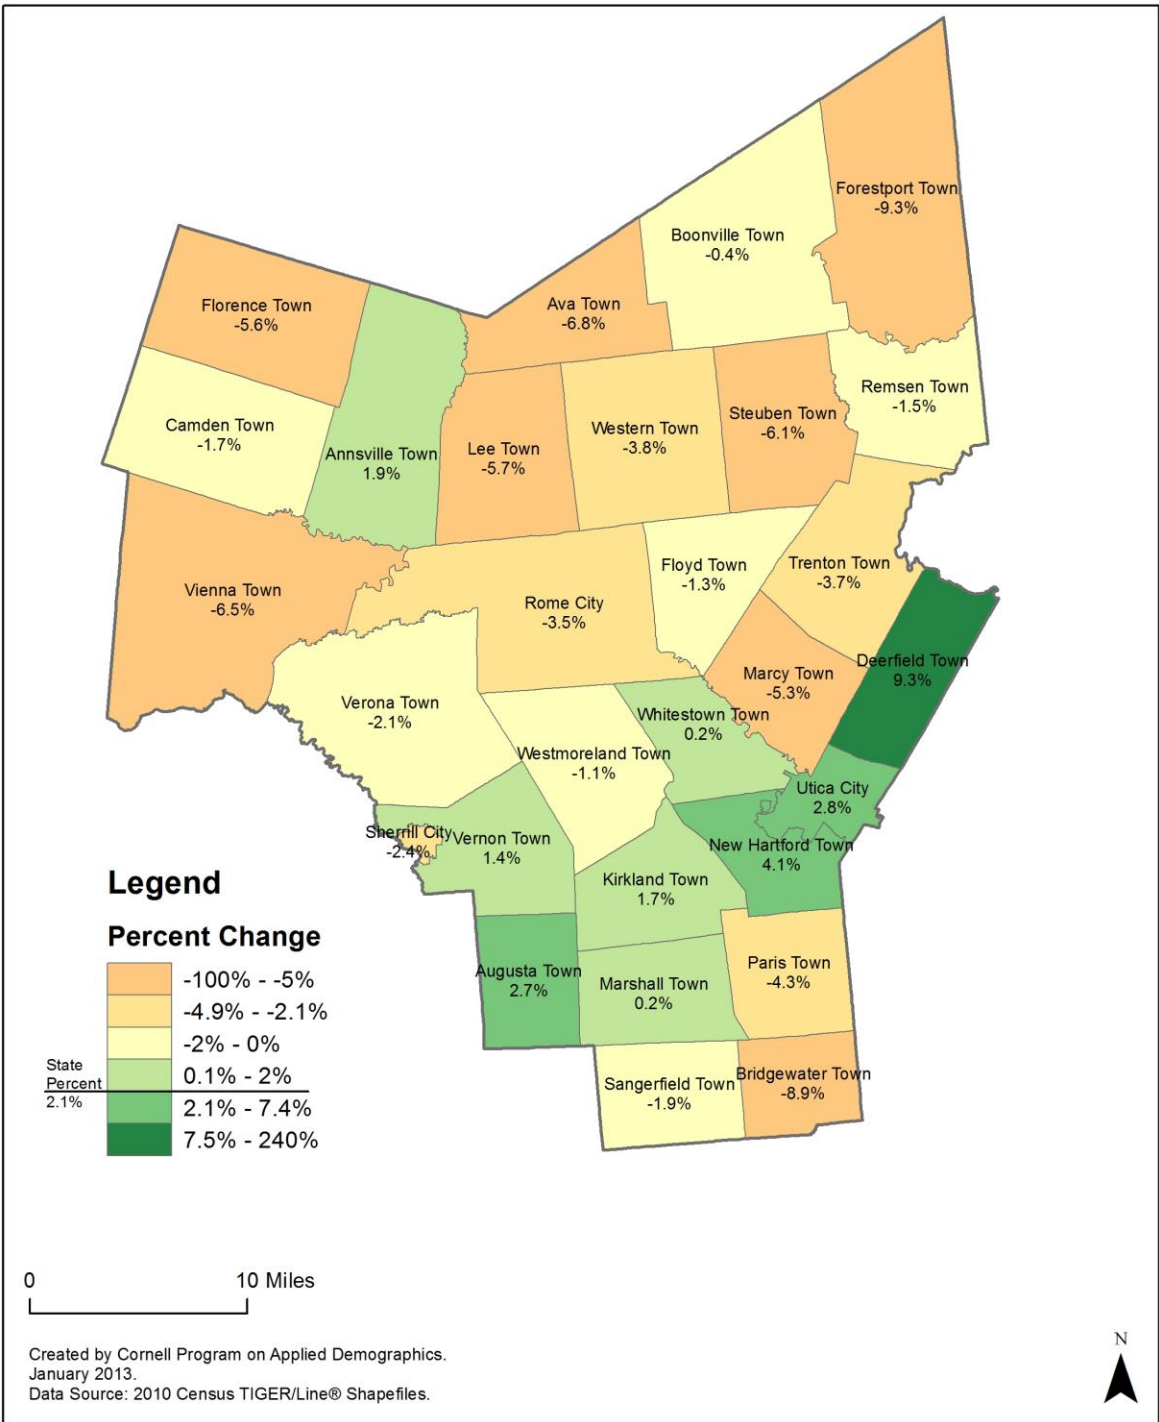 Forestport Town
-9.3%
Boonville Town
-0.4%
Florence Town
-5.6%
Ava Town
-6.8%
Remsen Town
-1.5%
Camden Town
-1.7%
Annsville Town
1.9%
Lee Town
-5.7%
Western Town
-3.8%
Steuben Town
-6.1%
Vienna Town
-6.5%
Rome City
-3.5%
Floyd Town
-1.3%
Trenton Town
-3.7%
Deerfield Town
9.3%
Marcy Town
-5.3%
Verona Town
-2.1%
Whitestown Town
0.2%
Westmoreland Town
-1.1%
Utica City
2.8%
Sherrill City
-2.4%
Vernon Town
1.4%
New Hartford Town
4.1%
Kirkland Town
1.7%
Augusta Town
2.7%
Marshall Town
0.2%
Paris Town
-4.3%
Sangerfield Town
-1.9%
Bridgewater Town
-8.9%
Legend
Percent Change
-100% - -5%
-4.9% - -2.1%
-2% - 0%
0.1% - 2%
2.1% - 7.4%
7.5% - 240%
State
Percent
2.1%
0 10 Miles
Created by Cornell Program on Applied Demographics.
January 2013.
Data Source: 2010 Census TIGER/Line® Shapefiles.
N